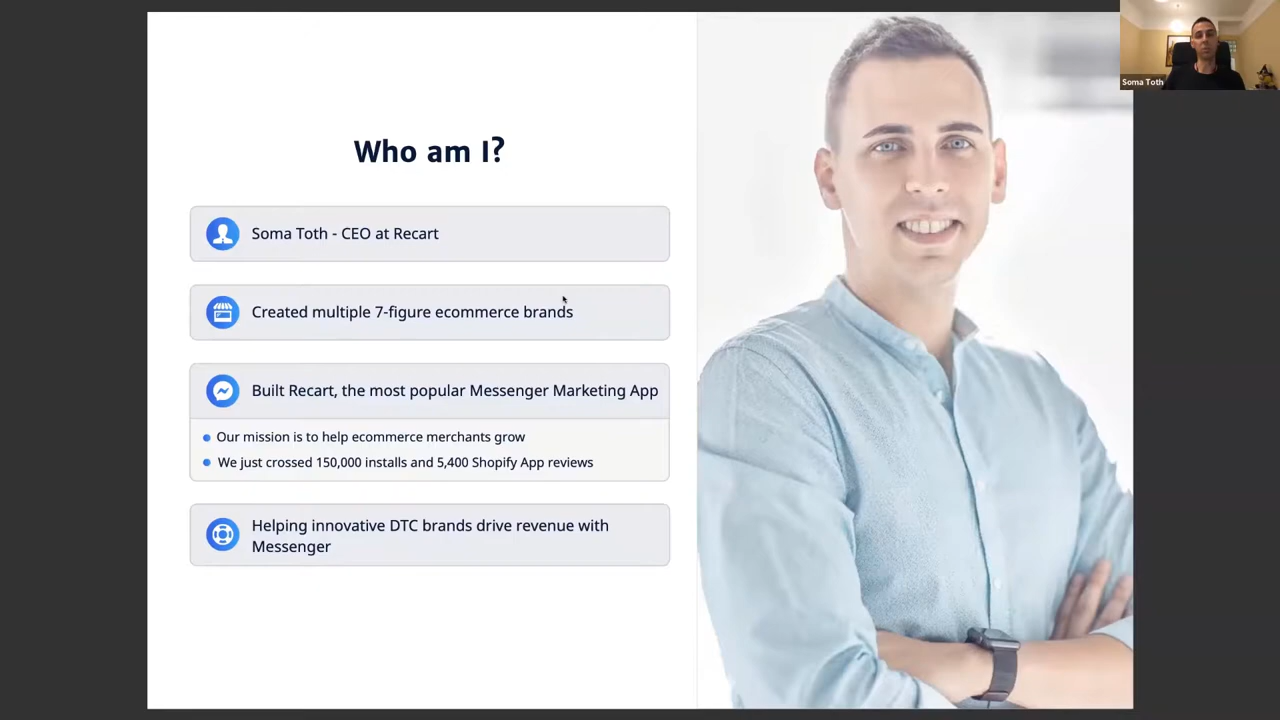 Soma Toth
Who am I?
Soma Toth - CEO at Recart
Created multiple 7-figure ecommerce brands
Built Recart, the most popular Messenger Marketing App
Our mission is to help ecommerce merchants grow
We just crossed 150,000 installs and 5,400 Shopify App reviews
Helping innovative DTC brands drive revenue with
Messenger